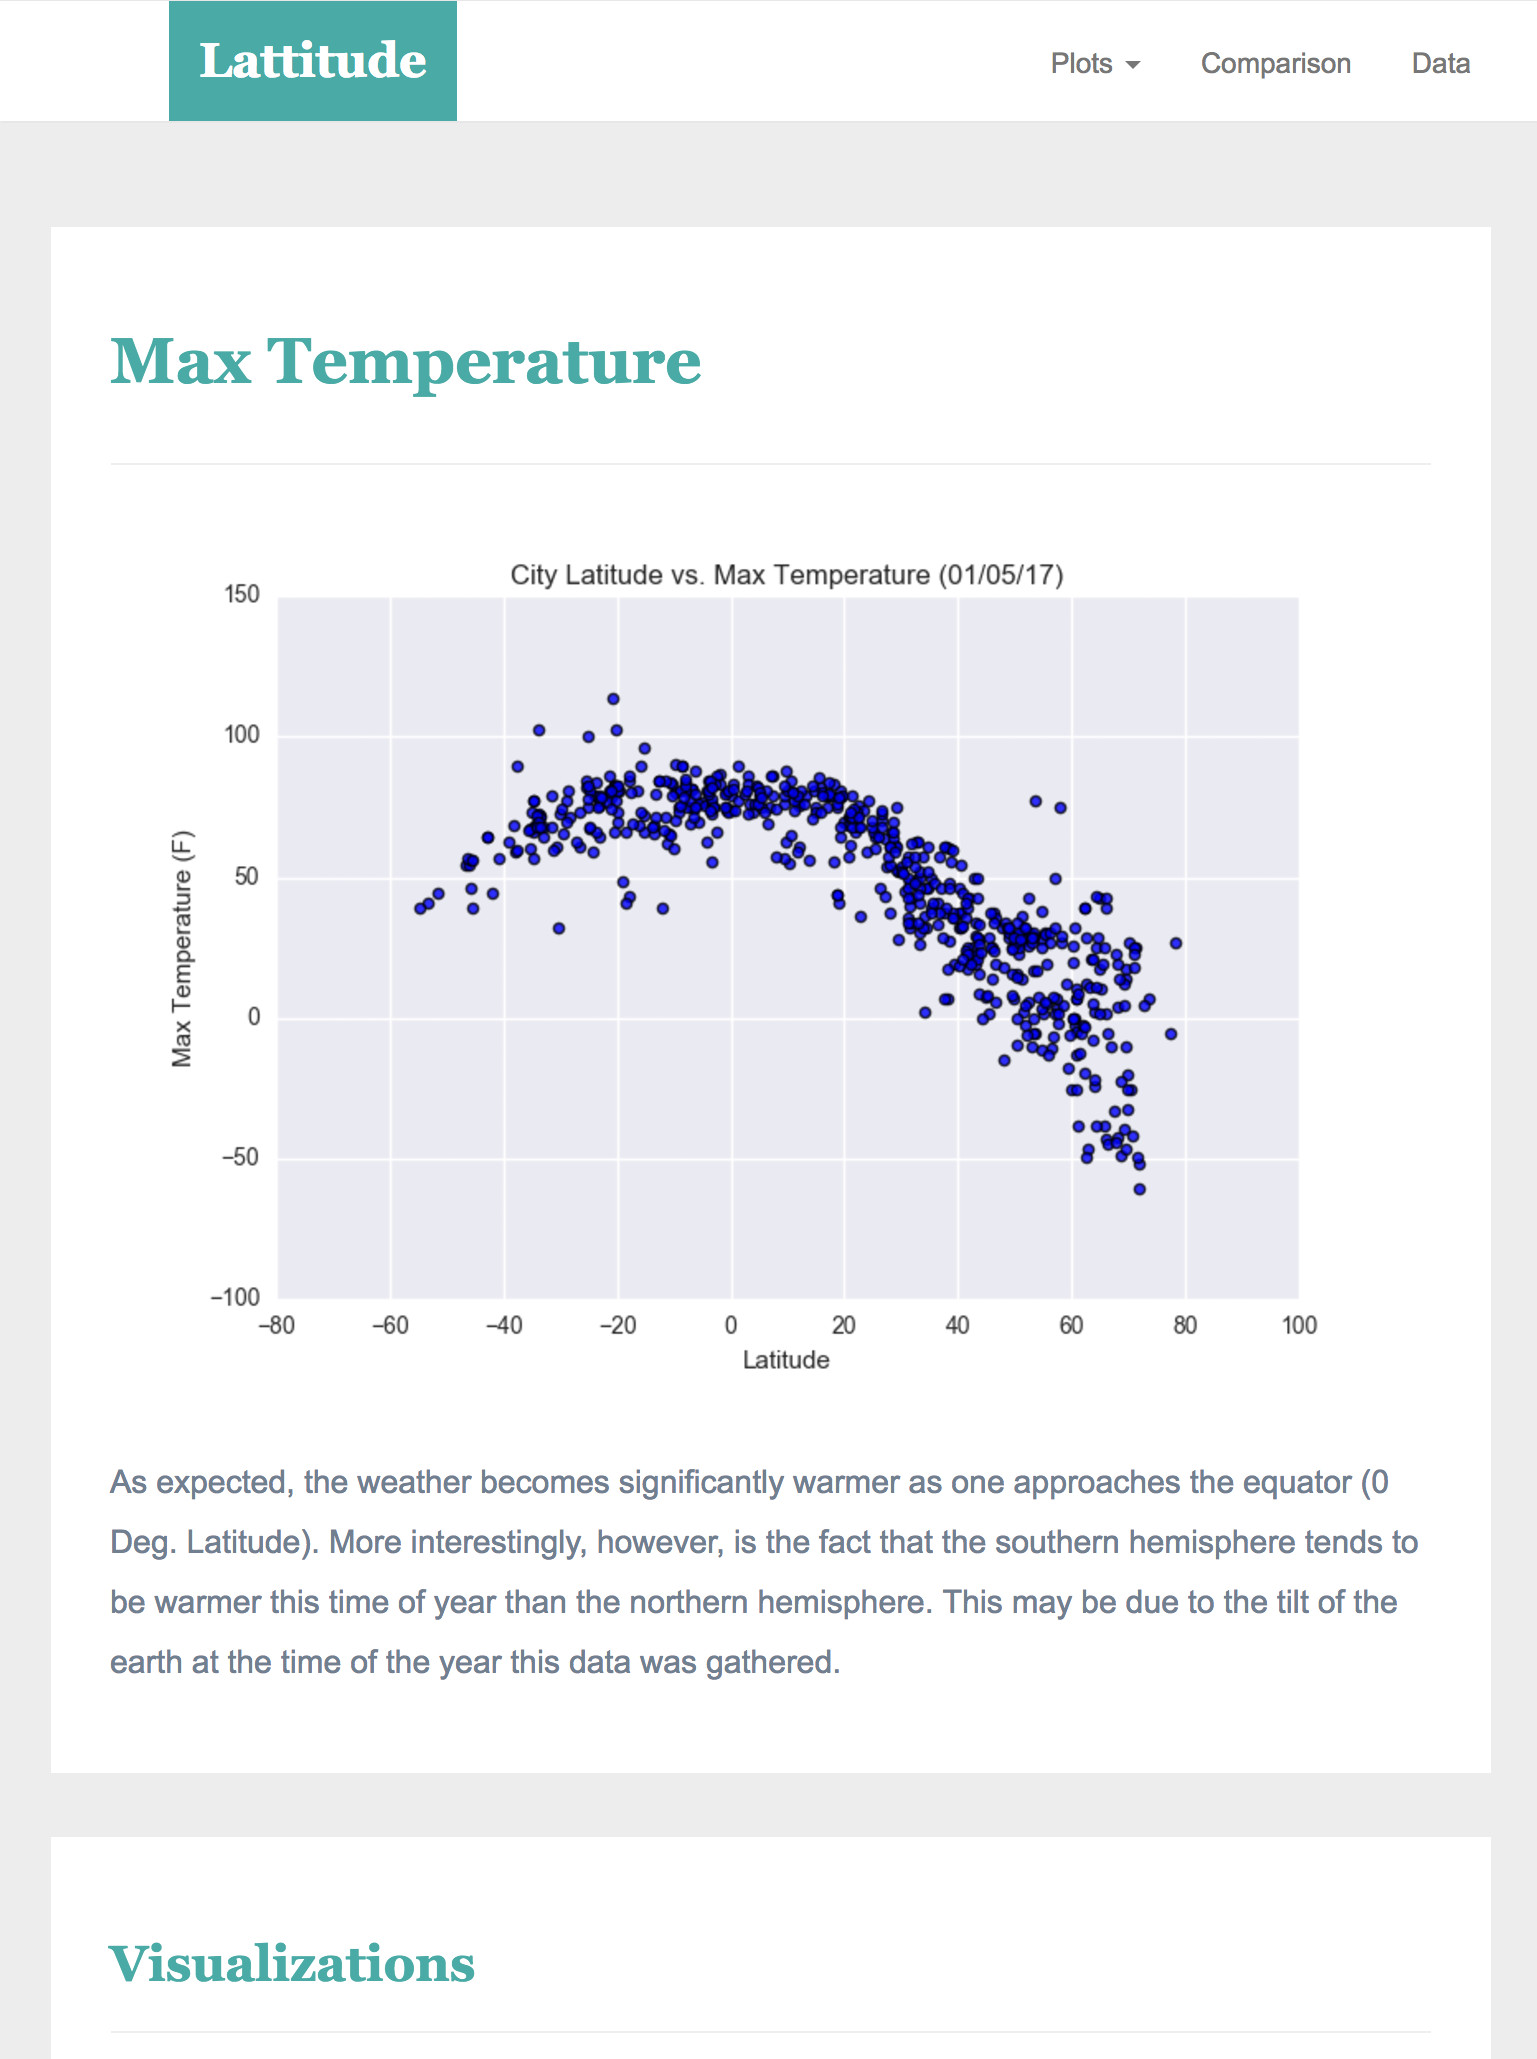 Lattitude
Plots Comparison Data
Max Temperature
City Latitude vs. Max Temperature (01/05/17)
150
100
50
0
−50
−100
Max Temperature (F)
−80 −60 −40 −20 0 20 40 60 80 100
Latitude
As expected, the weather becomes significantly warmer as one approaches the equator (0
Deg. Latitude). More interestingly, however, is the fact that the southern hemisphere tends to
be warmer this time of year than the northern hemisphere. This may be due to the tilt of the
earth at the time of the year this data was gathered.
Visualizations